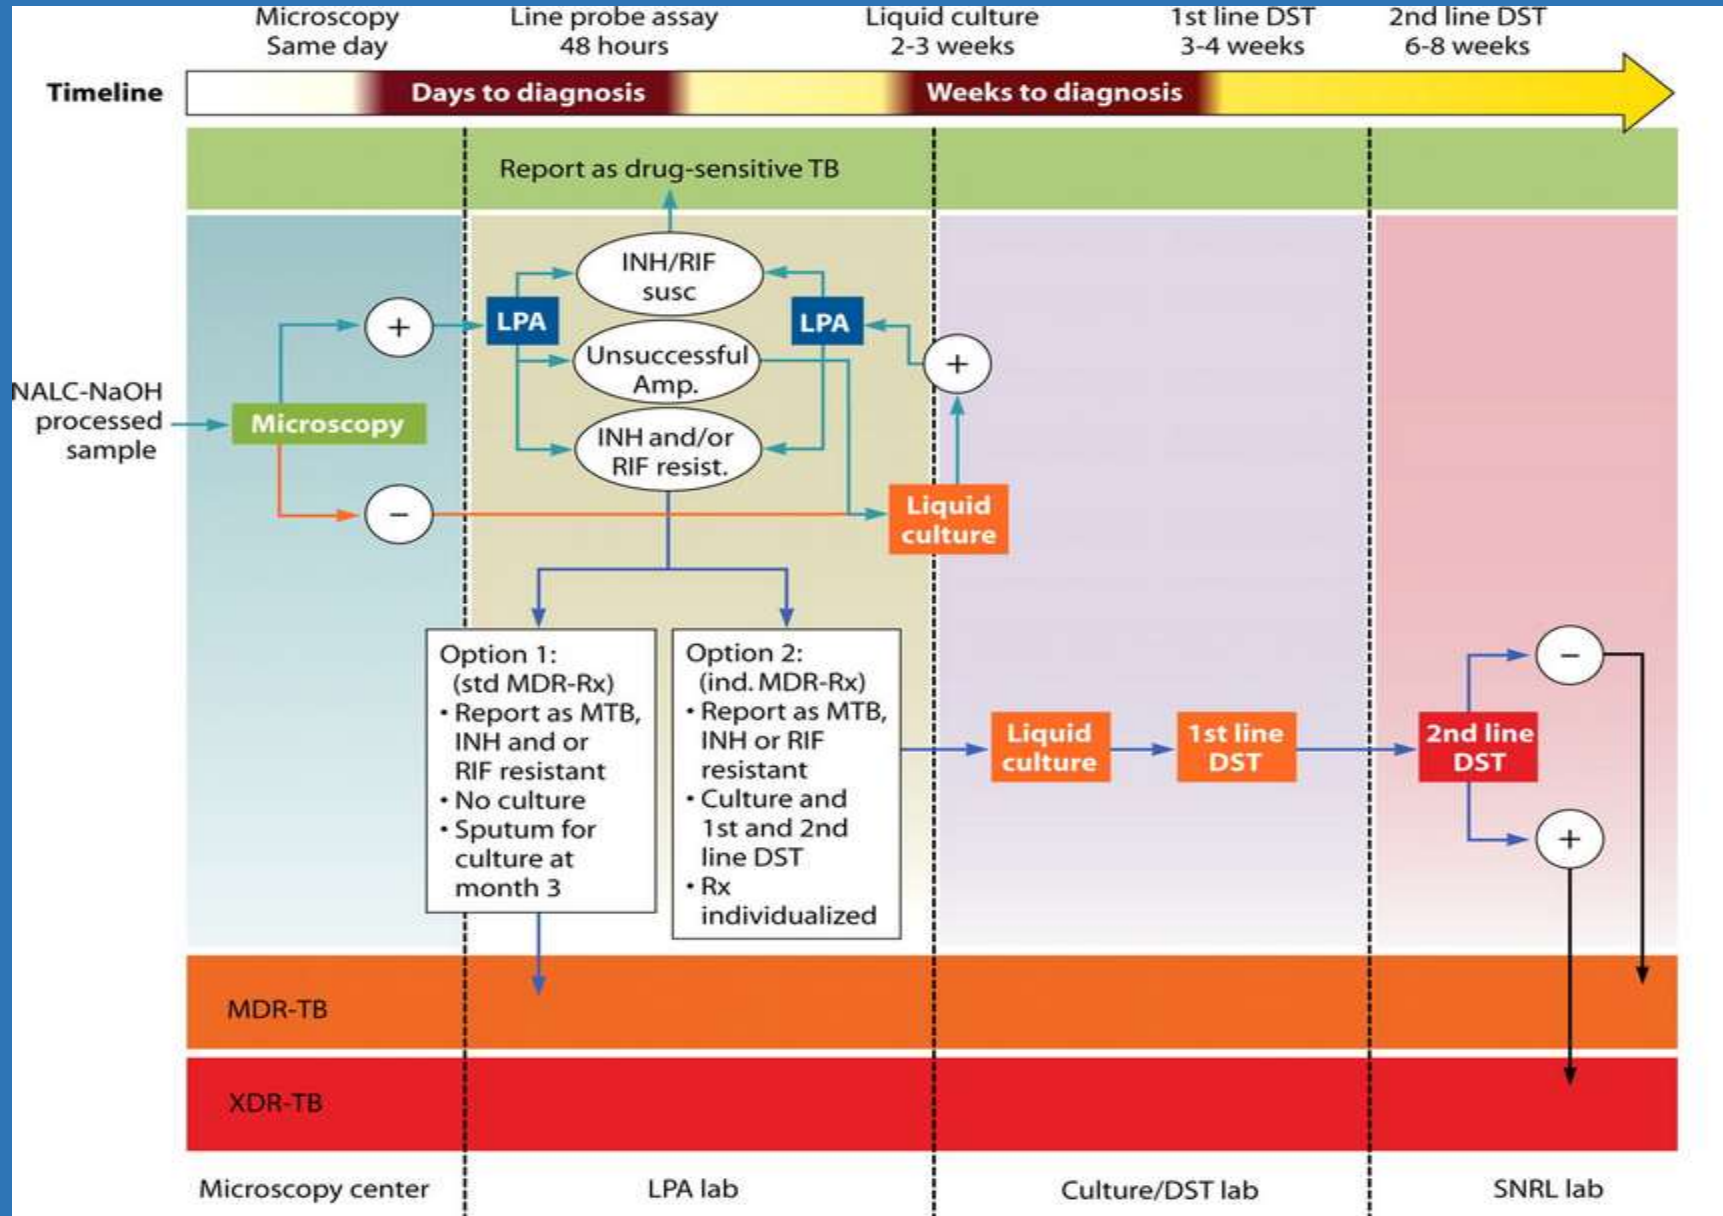 Microscopy
Same day
Line probe assay
48 hours
Liquid culture
2-3 weeks
1st line DST
3-4 weeks
2nd line DST
6-8 weeks
Timeline
Days to diagnosis
Weeks to diagnosis
Report as drug-sensitive TB
INH/RIF
susc
LPA
LPA
+
Unsuccessful
Amp.
+
NALC-NaOH
processed
sample
Microscopy
INH and/or
RIF resist.
−
Liquid
culture
Option 1:
(std MDR-Rx)
• Report as MTB,
INH and or
RIF resistant
• No culture
• Sputum for
culture at
month 3
Option 2:
(ind. MDR-Rx)
• Report as MTB,
INH or RIF
resistant
• Culture and
1st and 2nd
line DST
• Rx
individualized
Liquid
culture
1st line
DST
2nd line
DST
−
+
MDR-TB
XDR-TB
Microscopy center
LPA lab
Culture/DST lab
SNRL lab